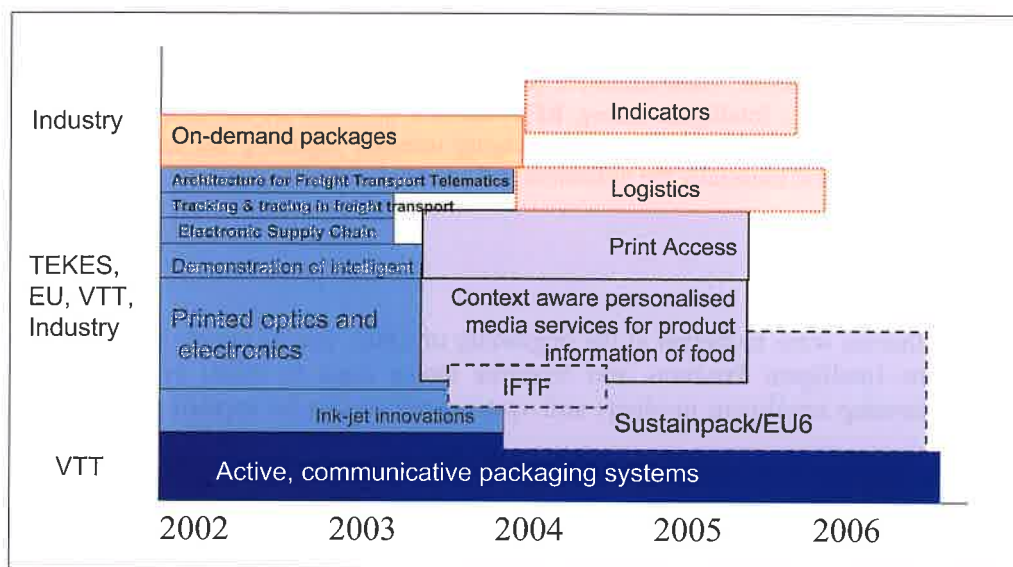 Industry
On-demand packages
Indicators
Architecture for Freight Transport Telematics
Logistics
Tracking & tracing in freight transport
Electronic Supply Chain
Print Access
TEKES,
EU, VTT,
Industry
Demonstration of Intelligent
Printed optics and
electronics
Context aware personalised
media services for product
information of food
IFTF
Ink-jet innovations
Sustainpack/EU6
VTT
Active, communicative packaging systems
2002 2003 2004 2005 2006